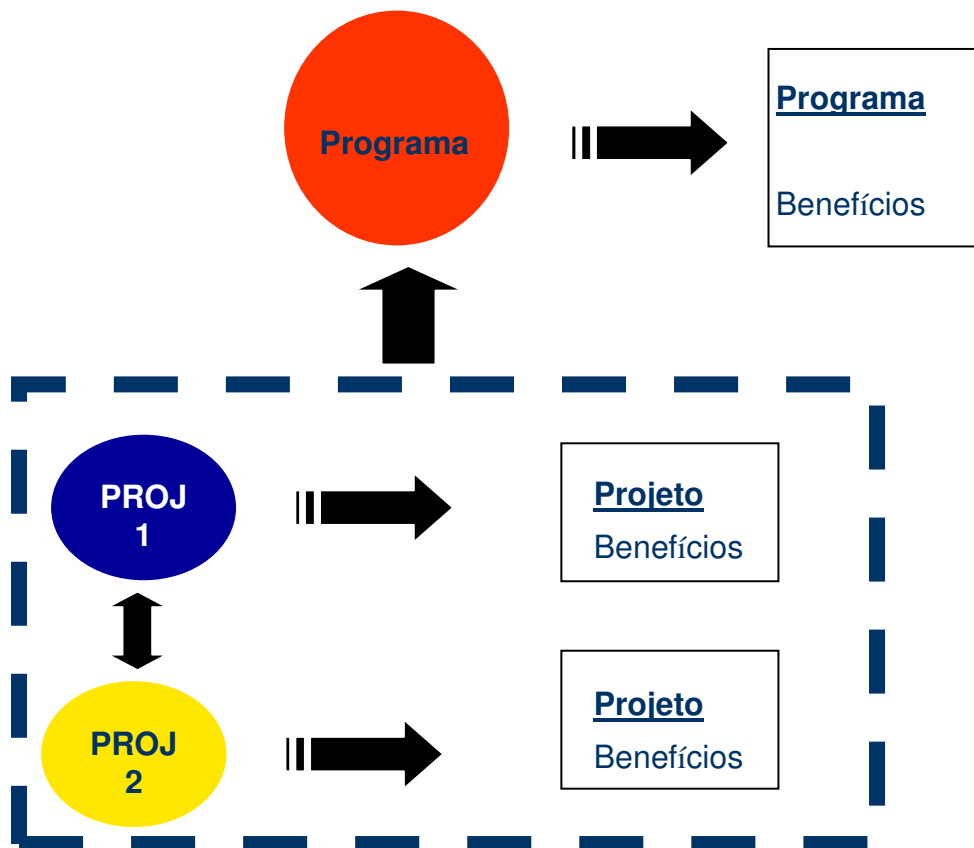 Programa
Programa
Benefícios
PROJ
1
Projeto
Benefícios
PROJ
2
Projeto
Benefícios